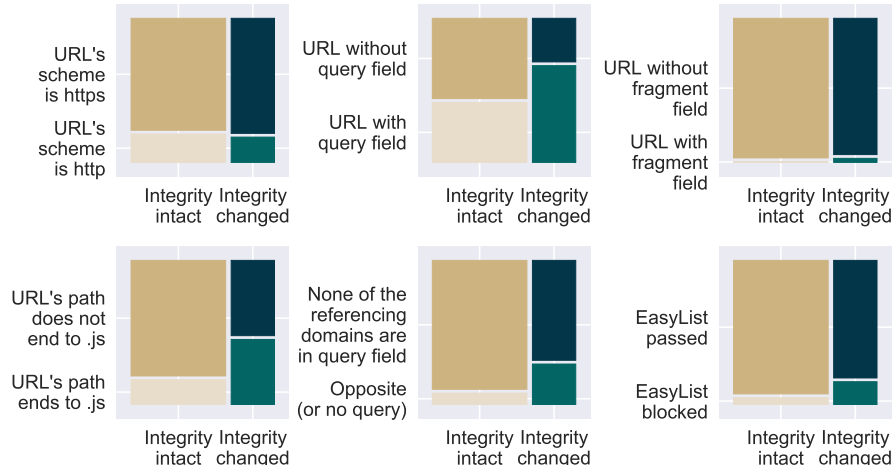 URL's
scheme
is https
URL's
scheme
is http
Integrity
intact
Integrity
changed
URL without
query field
URL with
query field
Integrity
intact
Integrity
changed
URL without
fragment
field
URL with
fragment
field
Integrity
intact
Integrity
changed
URL's path
does not
end to .js
URL's path
ends to .js
Integrity
intact
Integrity
changed
None of the
referencing
domains are
in query field
Opposite
(or no query)
Integrity
intact
Integrity
changed
EasyList
passed
EasyList
blocked
Integrity
intact
Integrity
changed